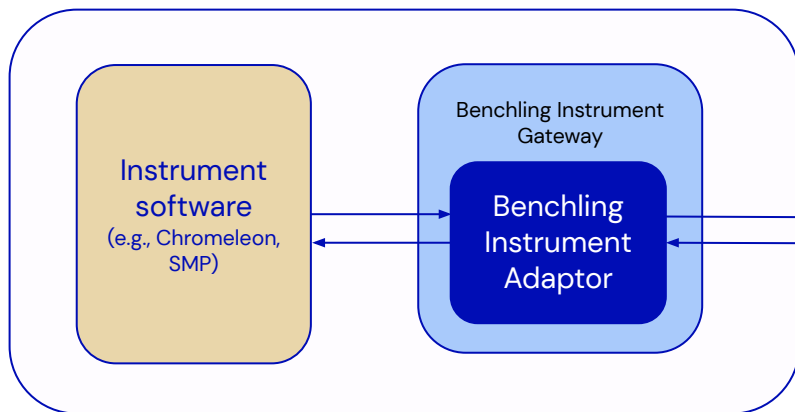 Instrument
software
(e.g., Chromeleon,
SMP)
Benchling Instrument
Gateway
Benchling
Instrument
Adaptor